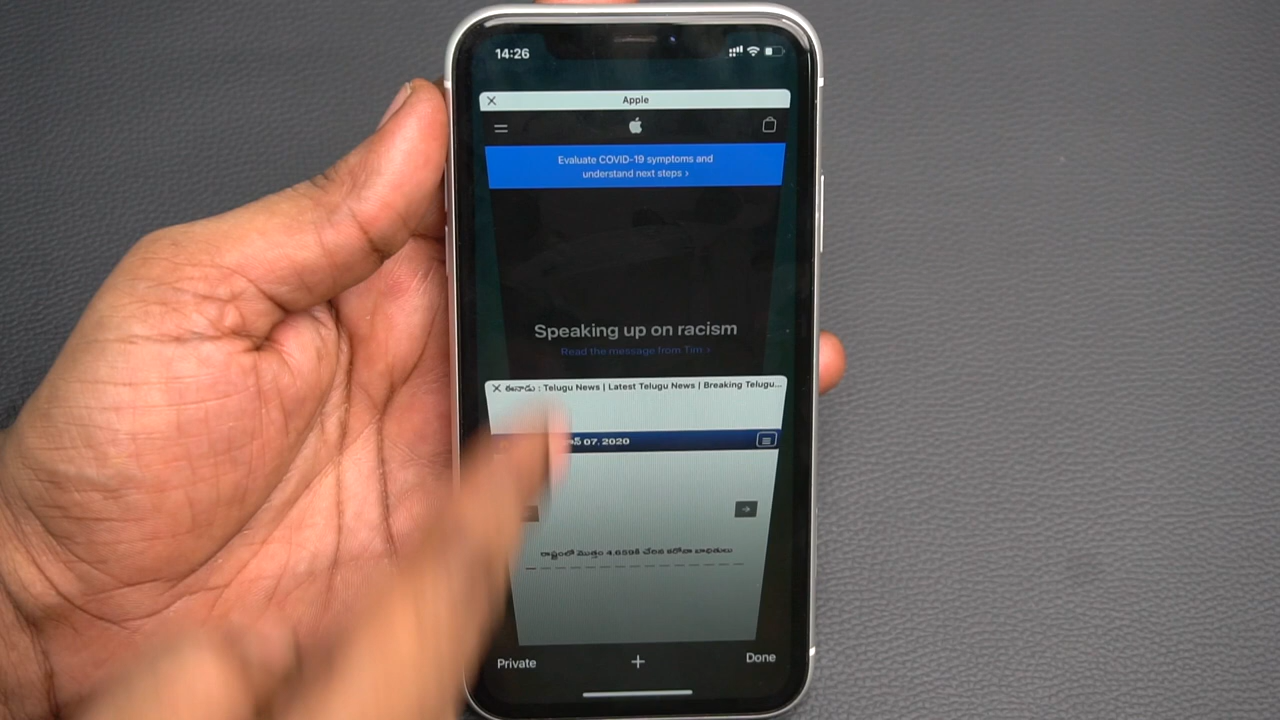 14:26
Apple
Evaluate COVID-19 symptoms and
understand next steps ›
Speaking up on racism
Read the message from Tim ›
ఈనాడు : Telugu News | Latest Telugu News | Breaking Telugu...
07, 2020
రాష్ట్రంలో మొత్తం 4,659కి చేరిన కరోనా బాధితులు
Private
Done